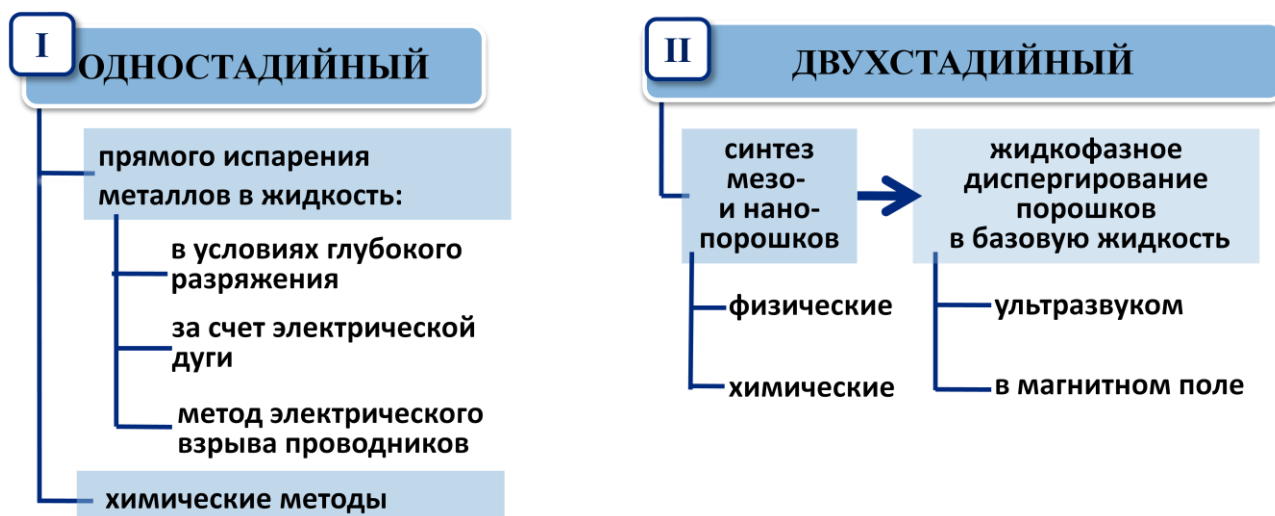 I
ОДНОСТАДИЙНЫЙ
прямого испарения
металлов в жидкость:
в условиях глубокого
разряжения
за счет электрической
дуги
метод электрического
взрыва проводников
химические методы
II
ДВУХСТАДИЙНЫЙ
синтез
мезо-
и нано-
порошков
физические
химические
жидкофазное
диспергирование
порошков
в базовую жидкость
ультразвуком
в магнитном поле